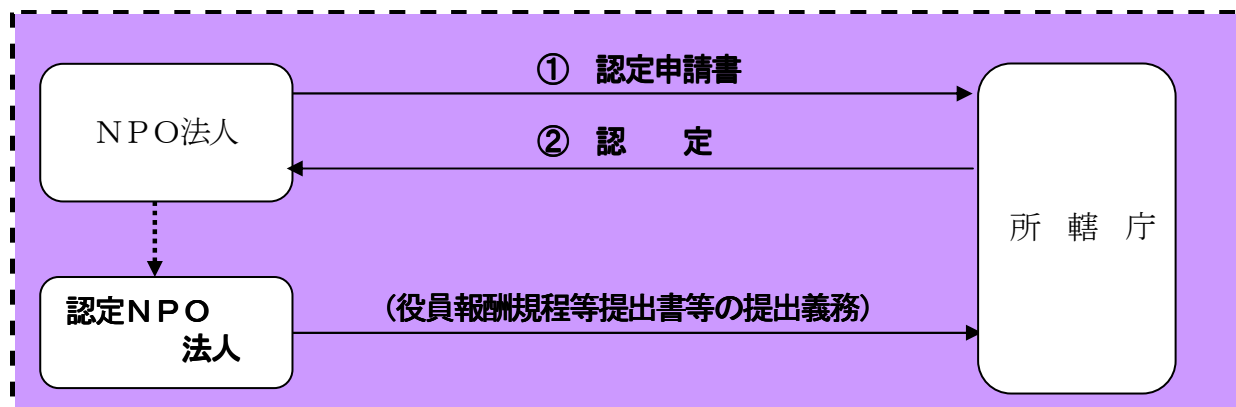 ① 認定申請書
NPO法人
② 認 定
所 轄 庁
認定NPO
法人
(役員報酬規程等提出書等の提出義務)